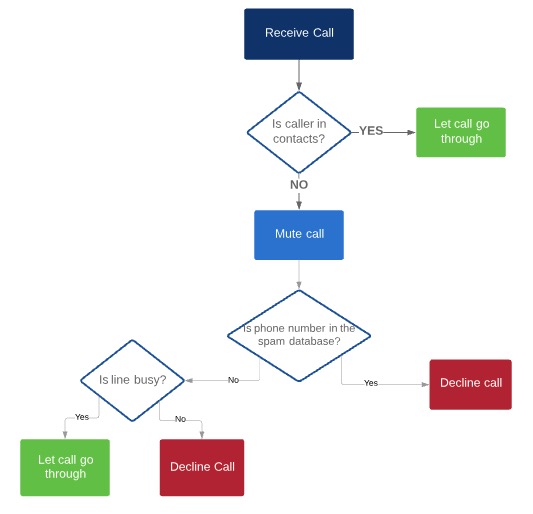 Receive Call
Is caller in
contacts?
YES
Let call go
through
NO
Mute call
Is phone number in the
spam database?
Is line busy?
No
Yes
Decline call
Yes
No
Let call go
through
Decline Call